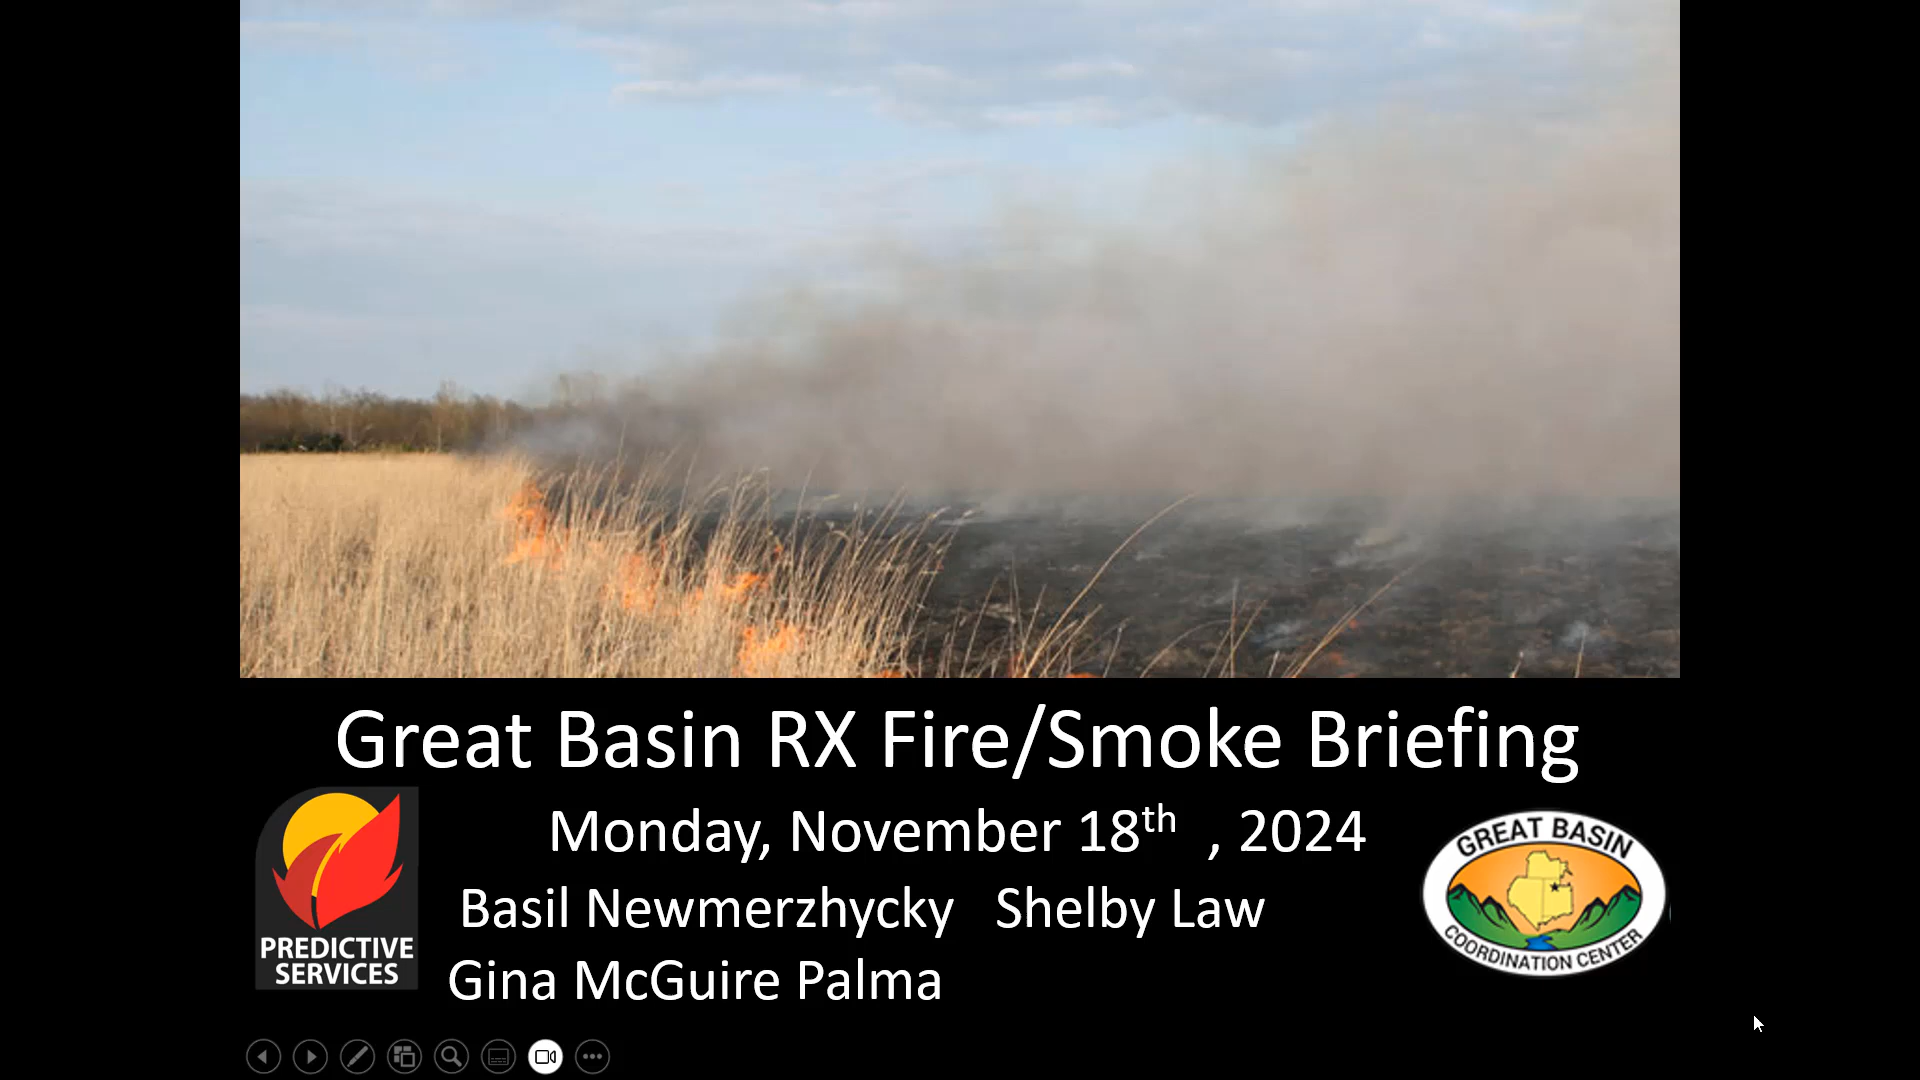 Great Basin RX Fire/Smoke Briefing
Monday, November 18th , 2024
Basil Newmerzhycky Shelby Law
Gina McGuire Palma
PREDICTIVE
SERVICES
GREAT BASIN
COORDINATION CENTER